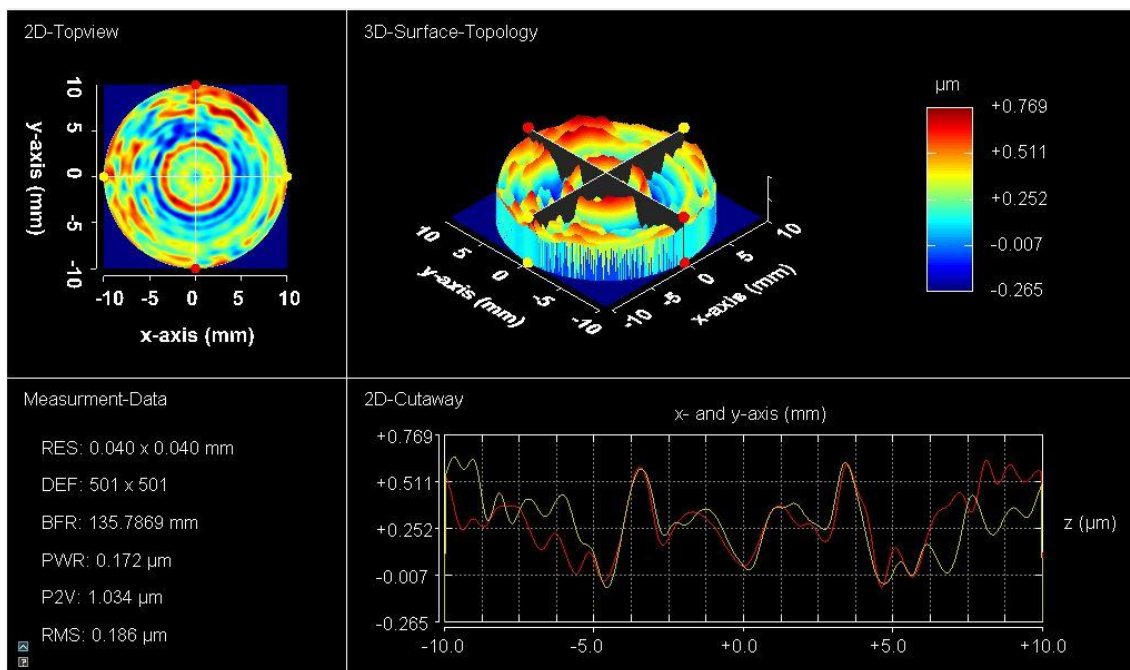 2D-Topview
10
5
0
-5
-10
y-axis (mm)
-10 -5 0 5 10
x-axis (mm)
3D-Surface-Topology
10 5 0 -5 -10
y-axis (mm)
-10 -5 0 5 10
x-axis (mm)
µm
+0.769
+0.511
+0.252
-0.007
-0.265
Measurment-Data
RES: 0.040 x 0.040 mm
DEF: 501 x 501
BFR: 135.7869 mm
PWR: 0.172 µm
P2V: 1.034 µm
RMS: 0.186 µm
2D-Cutaway
x- and y-axis (mm)
+0.769
+0.511
+0.252
-0.007
-0.265
z (µm)
-10.0 -5.0 +0.0 +5.0 +10.0